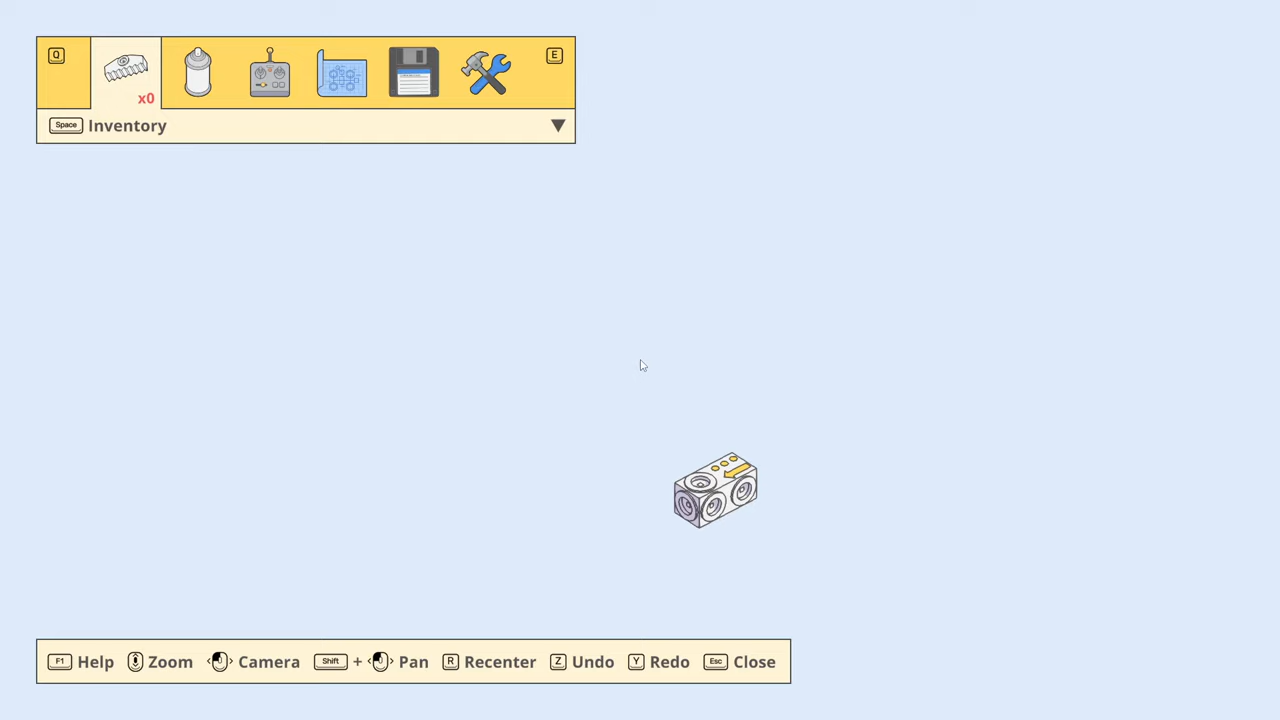 Q
E
x0
Space Inventory
F1 Help Zoom Camera Shift + Pan R Recenter Z Undo Y Redo Esc Close